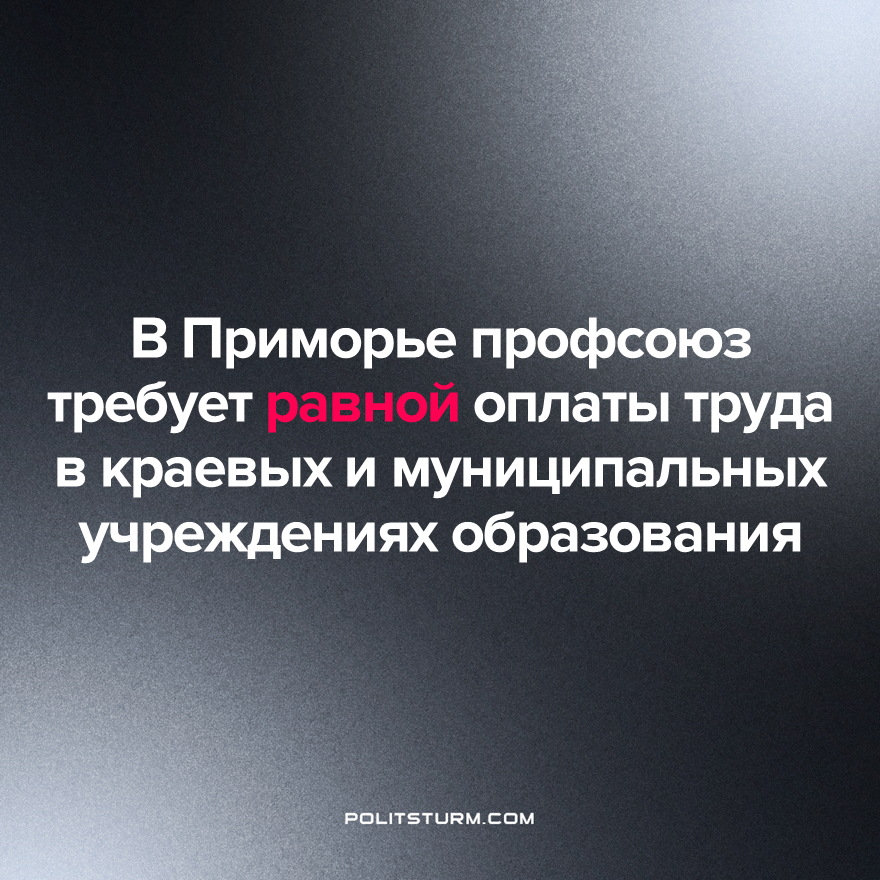 В Приморье профсоюз
требует равной оплаты труда
в краевых и муниципальных
учреждениях образования
POLITSTURM.COM